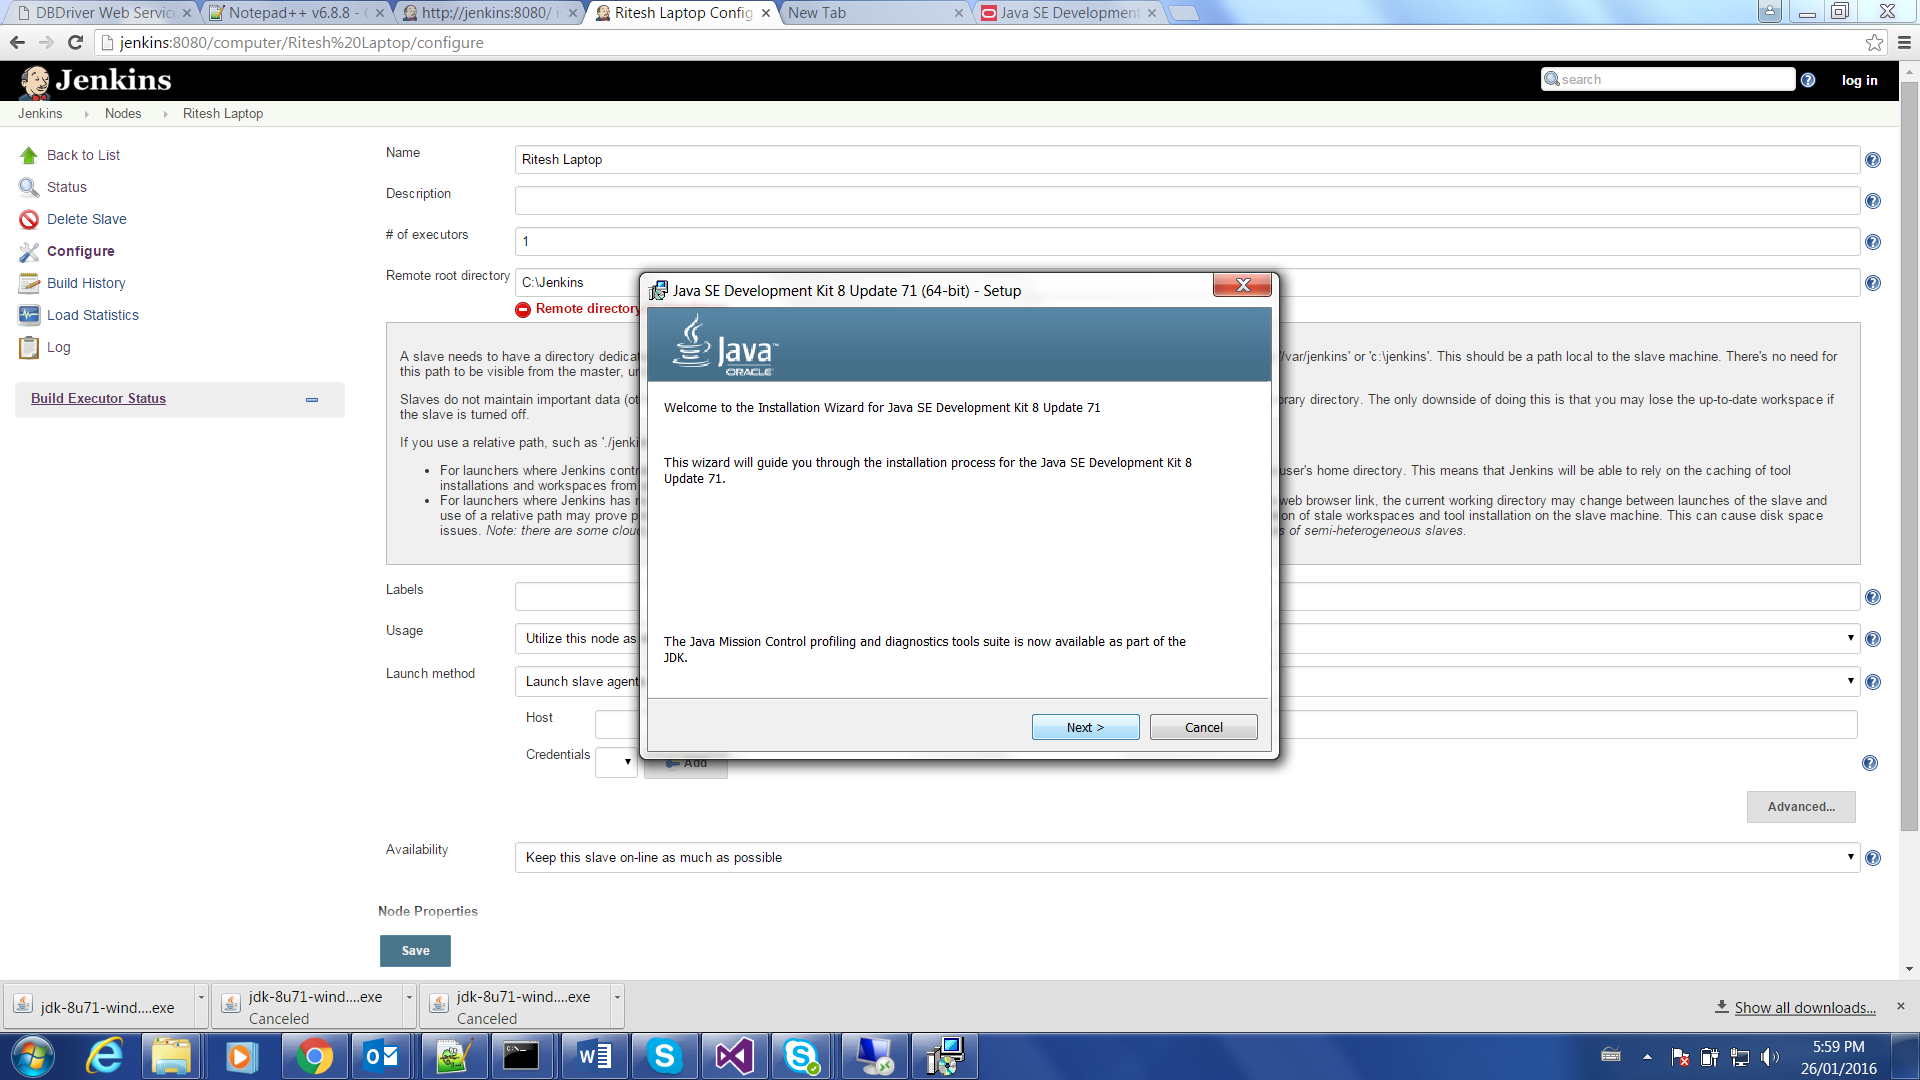 DBDriver Web Servic
Notepad++ v6.8.8 - C
http://jenkins:8080/ i
Ritesh Laptop Config
New Tab
Java SE Development
jenkins:8080/computer/Ritesh%20Laptop/configure
Jenkins
search
log in
Jenkins
Nodes
Ritesh Laptop
Back to List
Status
Delete Slave
Configure
Build History
Load Statistics
Log
Build Executor Status
Name
Ritesh Laptop
Description
# of executors
1
Remote root directory
C:\Jenkins
Remote directory
A slave needs to have a directory dedicat
/var/jenkins' or 'c:\jenkins'. This should be a path local to the slave machine. There's no need for
this path to be visible from the master, un
Slaves do not maintain important data (ot
orary directory. The only downside of doing this is that you may lose the up-to-date workspace if
the slave is turned off.
If you use a relative path, such as './jenki
For launchers where Jenkins contr
user's home directory. This means that Jenkins will be able to rely on the caching of tool
installations and workspaces from
For launchers where Jenkins has n
web browser link, the current working directory may change between launches of the slave and
use of a relative path may prove p
on of stale workspaces and tool installation on the slave machine. This can cause disk space
issues. Note: there are some clou
s of semi-heterogeneous slaves.
Labels
Usage
Utilize this node as
Launch method
Launch slave agent
Host
Credentials
Add
Advanced...
Availability
Keep this slave on-line as much as possible
Node Properties
Save
Java SE Development Kit 8 Update 71 (64-bit) - Setup
Java™
ORACLE
Welcome to the Installation Wizard for Java SE Development Kit 8 Update 71
This wizard will guide you through the installation process for the Java SE Development Kit 8
Update 71.
The Java Mission Control profiling and diagnostics tools suite is now available as part of the
JDK.
Next >
Cancel
jdk-8u71-wind....exe
jdk-8u71-wind....exe
Canceled
jdk-8u71-wind....exe
Canceled
Show all downloads...
5:59 PM
26/01/2016